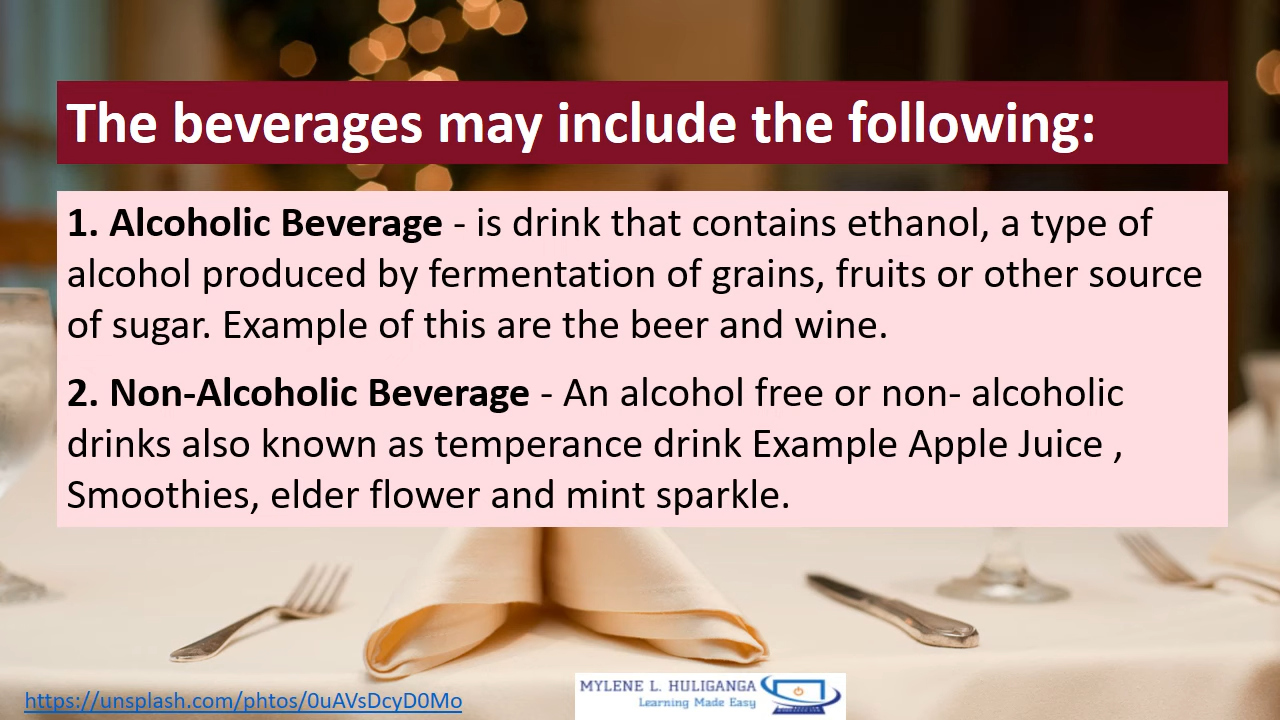 The beverages may include the following:
1. Alcoholic Beverage - is drink that contains ethanol, a type of
alcohol produced by fermentation of grains, fruits or other source
of sugar. Example of this are the beer and wine.
2. Non-Alcoholic Beverage - An alcohol free or non- alcoholic
drinks also known as temperance drink Example Apple Juice ,
Smoothies, elder flower and mint sparkle.
https://unsplash.com/phtos/0uAVsDcyD0Mo
MYLENE L. HULIGANGA
Learning Made Easy